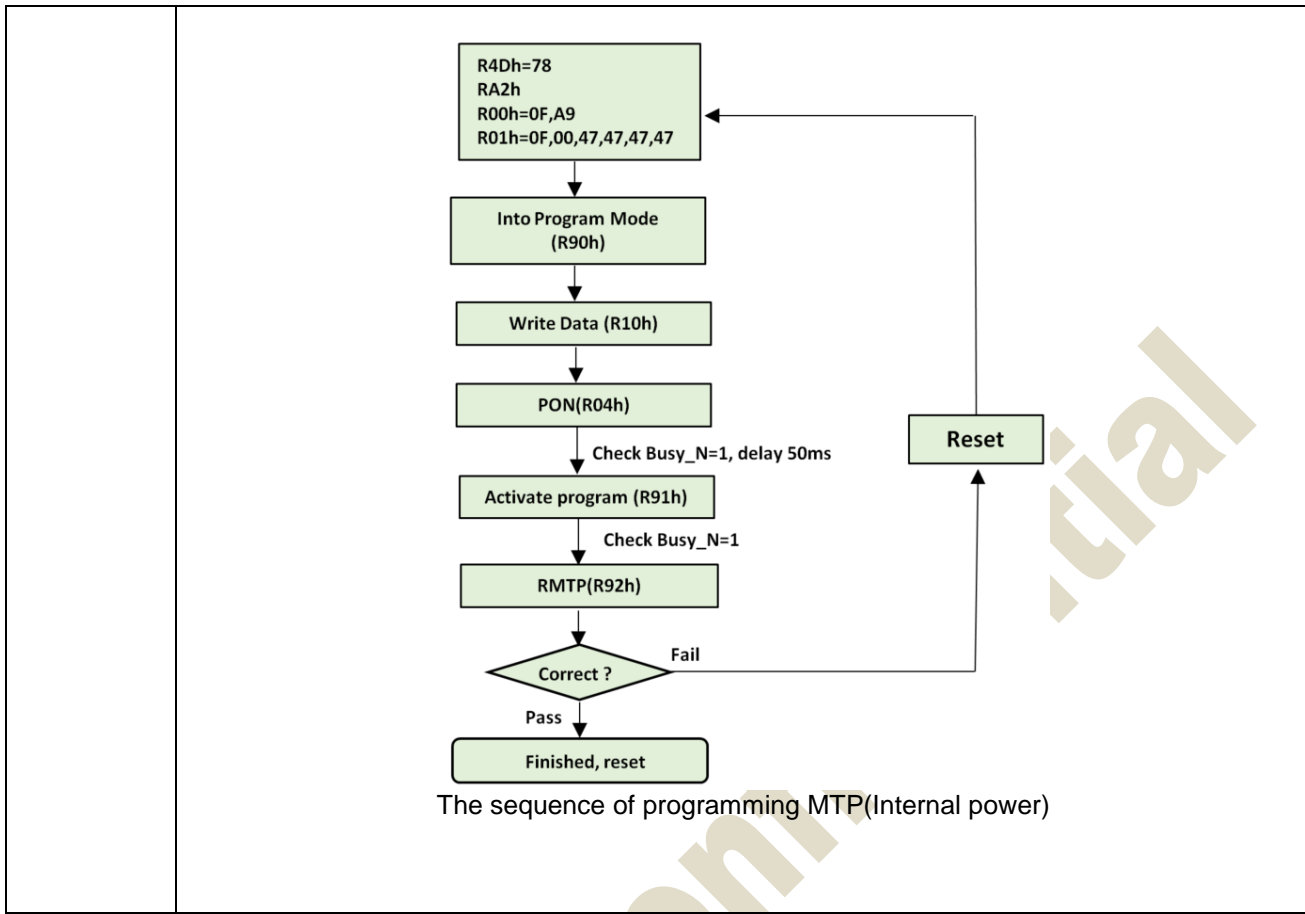 R4Dh=78
RA2h
R00h=0F,A9
R01h=0F,00,47,47,47,47
Into Program Mode
(R90h)
Write Data (R10h)
PON(R04h)
Check Busy_N=1, delay 50ms
Reset
Activate program (R91h)
Check Busy_N=1
RMTP(R92h)
Correct ?
Fail
Pass
Finished, reset
The sequence of programming MTP(Internal power)